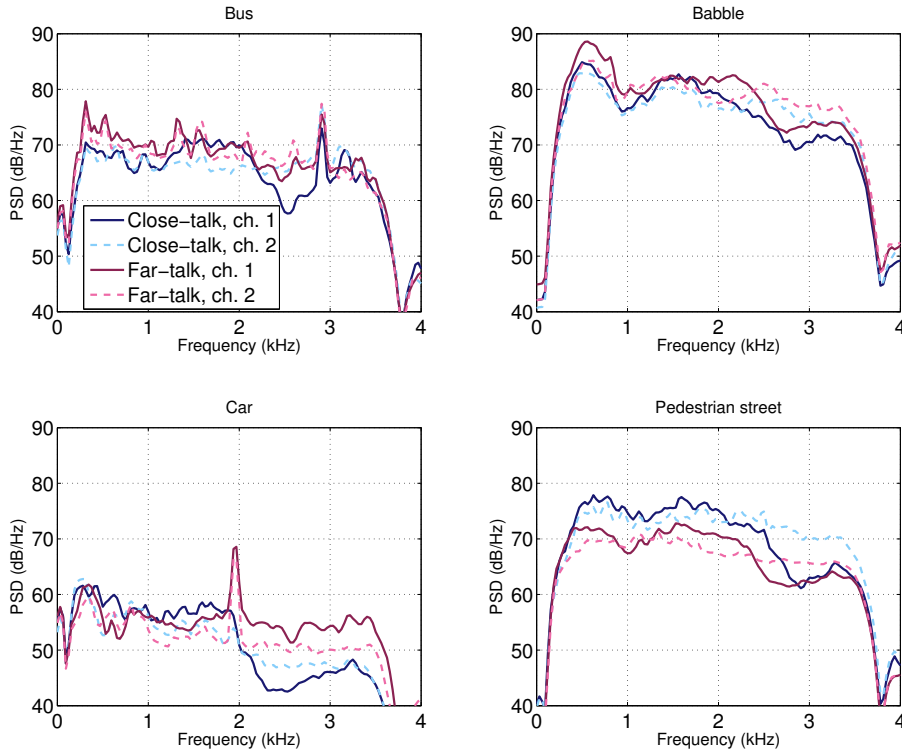 Bus
90
80
70
60
50
40
PSD (dB/Hz)
Close−talk, ch. 1
Close−talk, ch. 2
Far−talk, ch. 1
Far−talk, ch. 2
0 1 2 3 4
Frequency (kHz)
Babble
90
80
70
60
50
40
PSD (dB/Hz)
0 1 2 3 4
Frequency (kHz)
Car
90
80
70
60
50
40
PSD (dB/Hz)
0 1 2 3 4
Frequency (kHz)
Pedestrian street
90
80
70
60
50
40
PSD (dB/Hz)
0 1 2 3 4
Frequency (kHz)